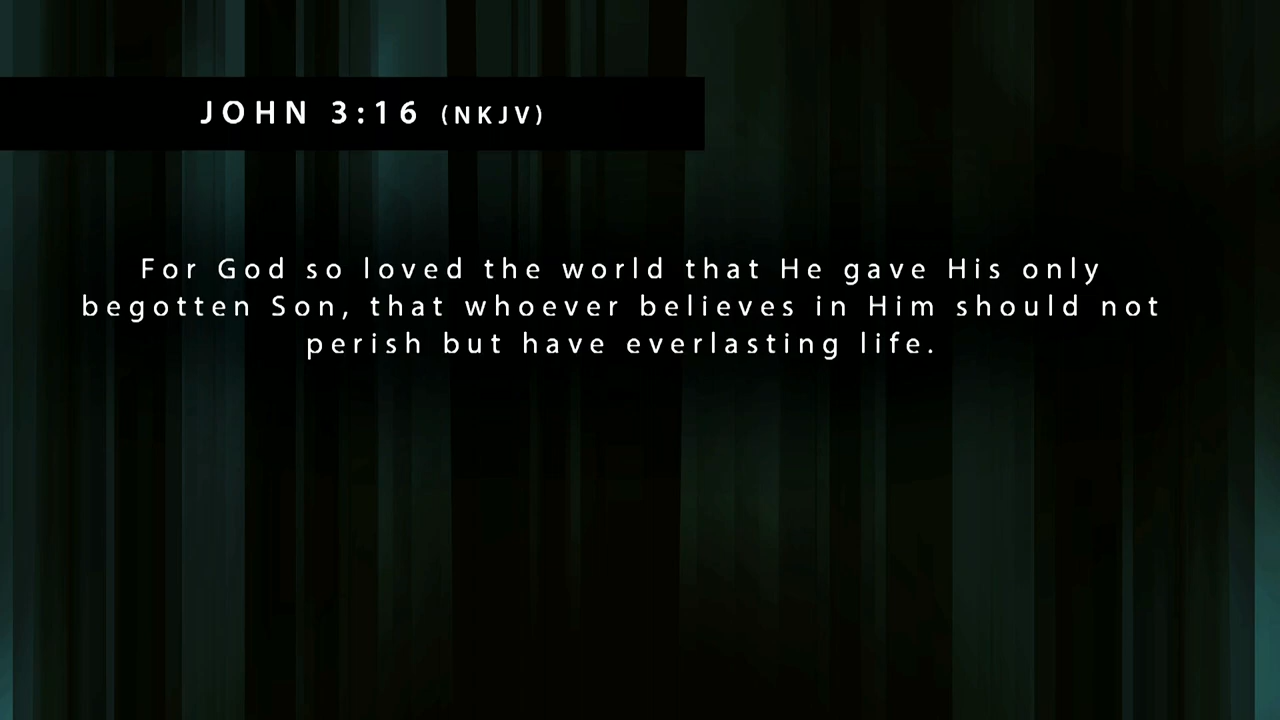 JOHN 3:16 (NKJV)
For God so loved the world that He gave His only
begotten Son, that whoever believes in Him should not
perish but have everlasting life.